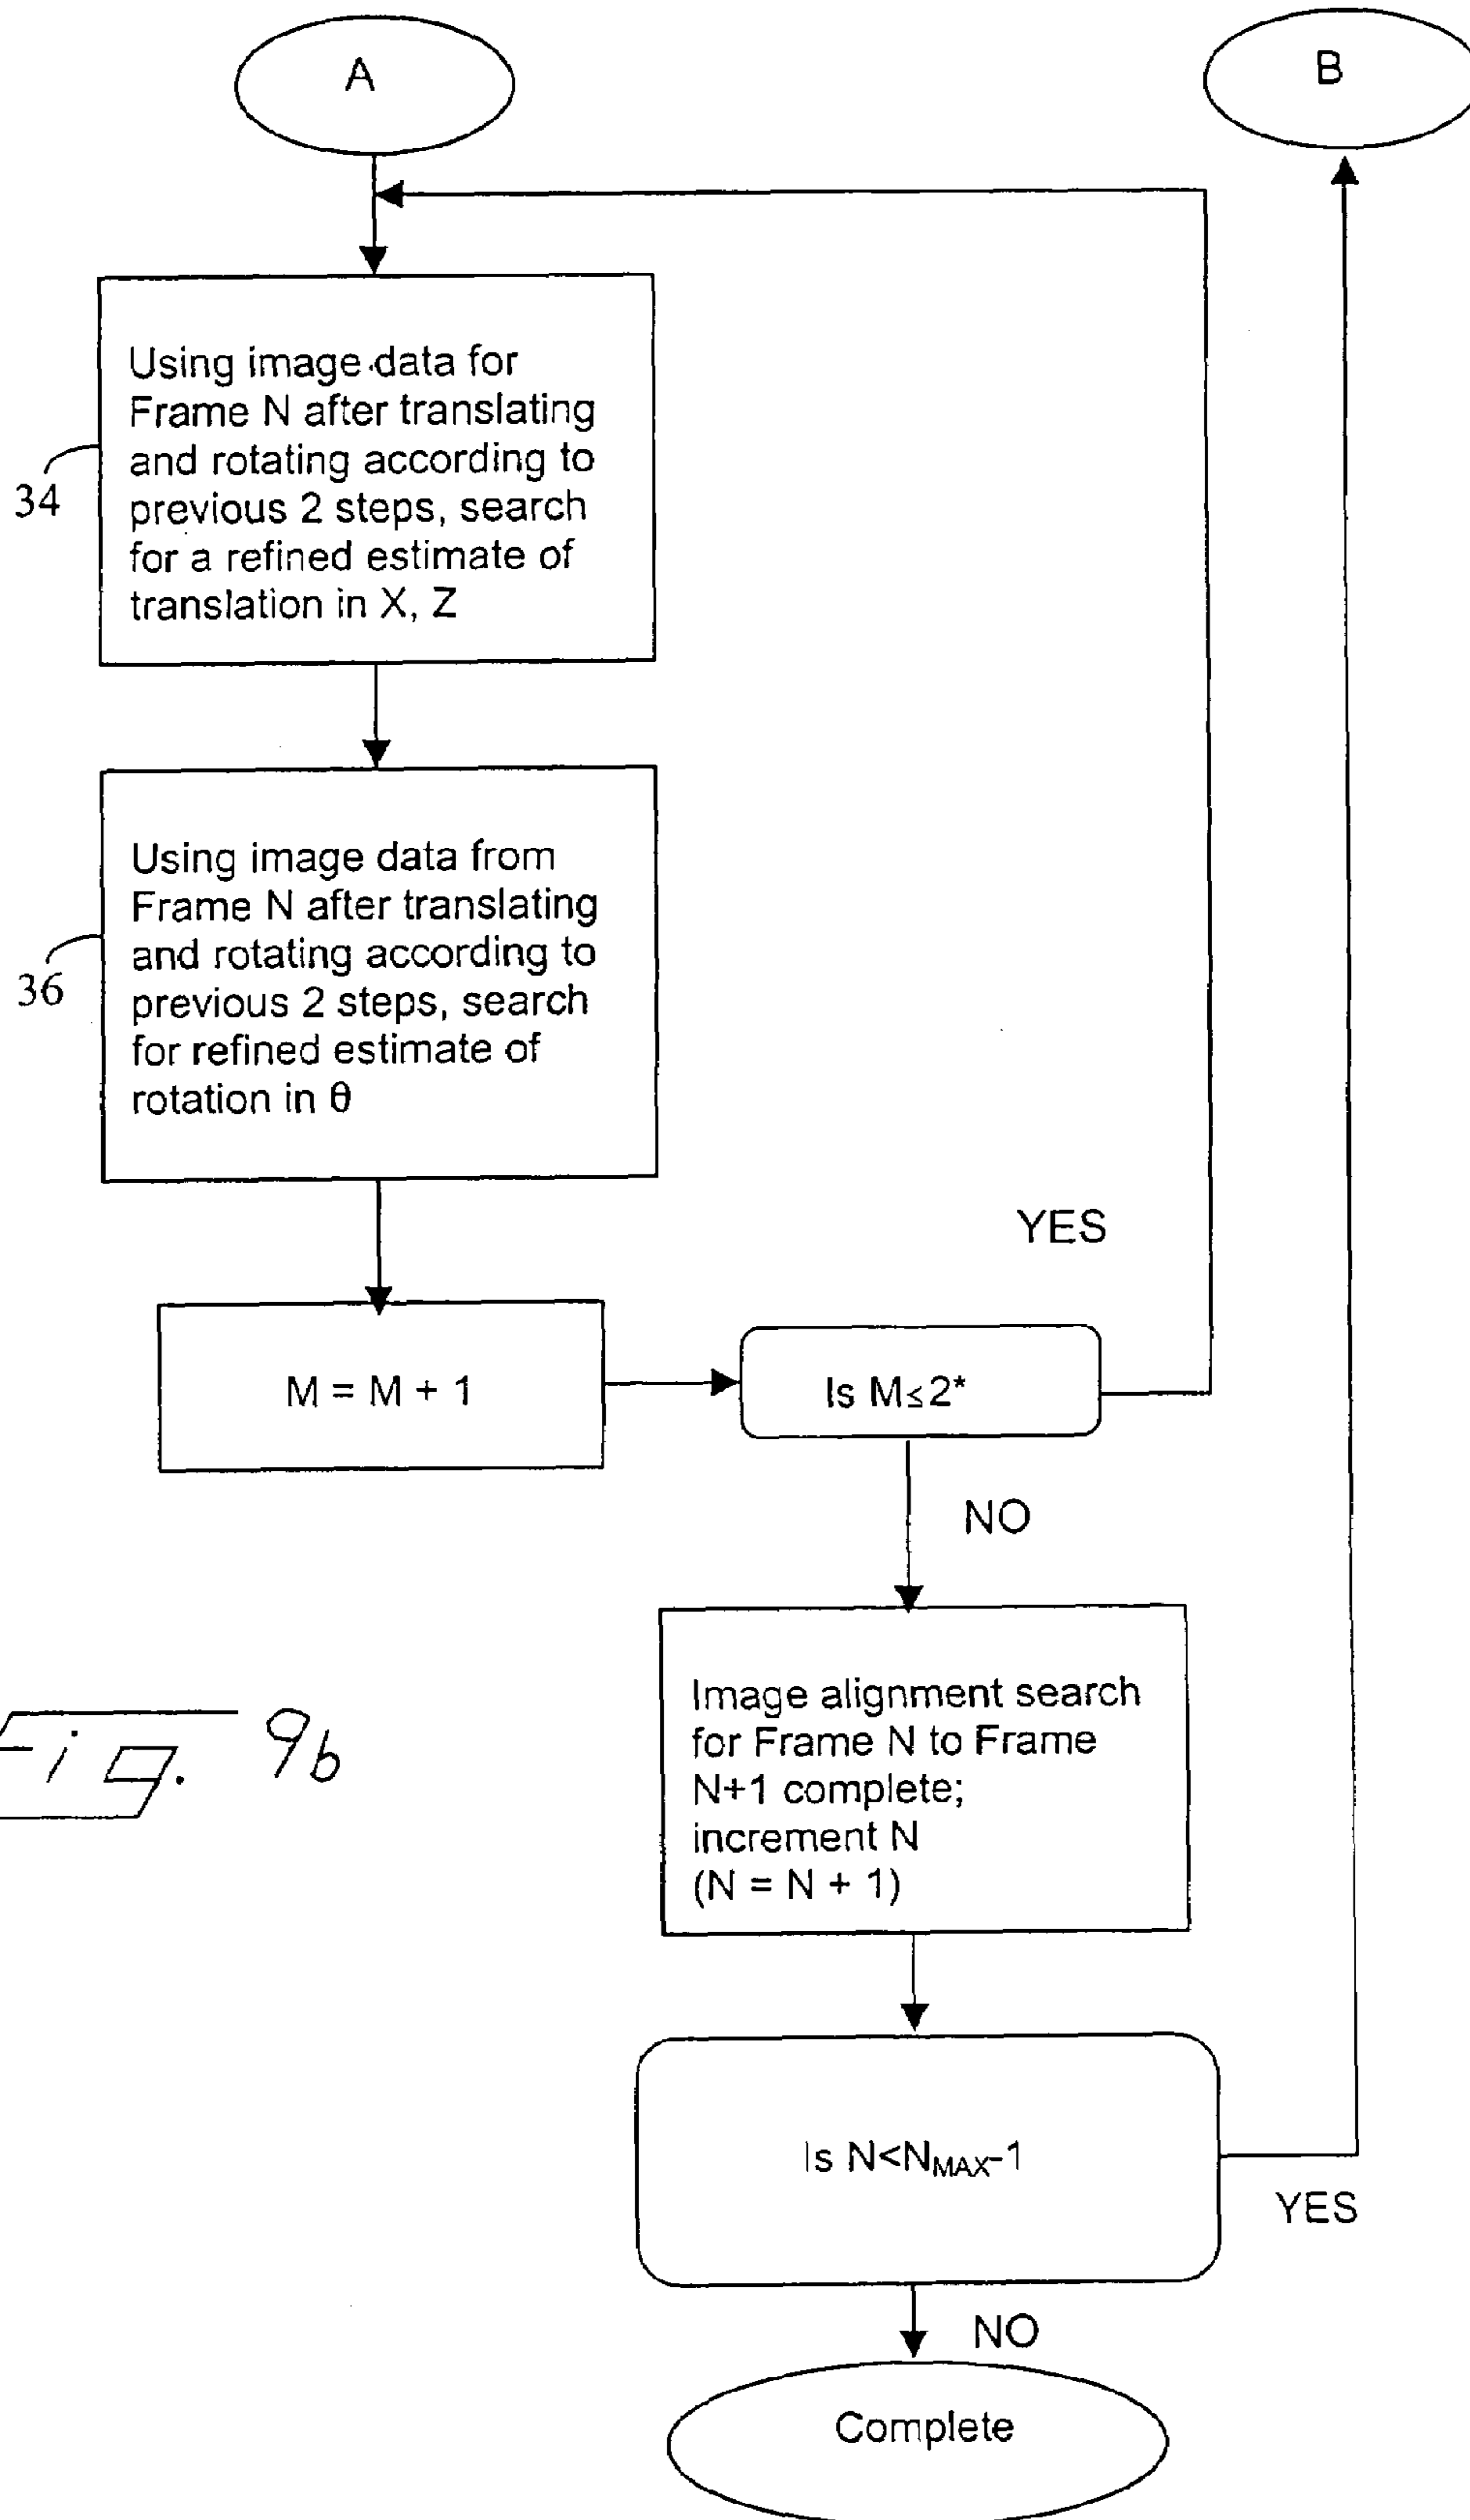 A
B
Using image data for
Frame N after translating
and rotating according to
previous 2 steps, search
for a refined estimate of
translation in X, Z
34
Using image data from
Frame N after translating
and rotating according to
previous 2 steps, search
for refined estimate of
rotation in θ
36
YES
M = M + 1
Is M≤2*
NO
Image alignment search
for Frame N to Frame
N+1 complete;
increment N
(N = N + 1)
Fig. 9b
Is N<N_MAX-1
YES
NO
Complete